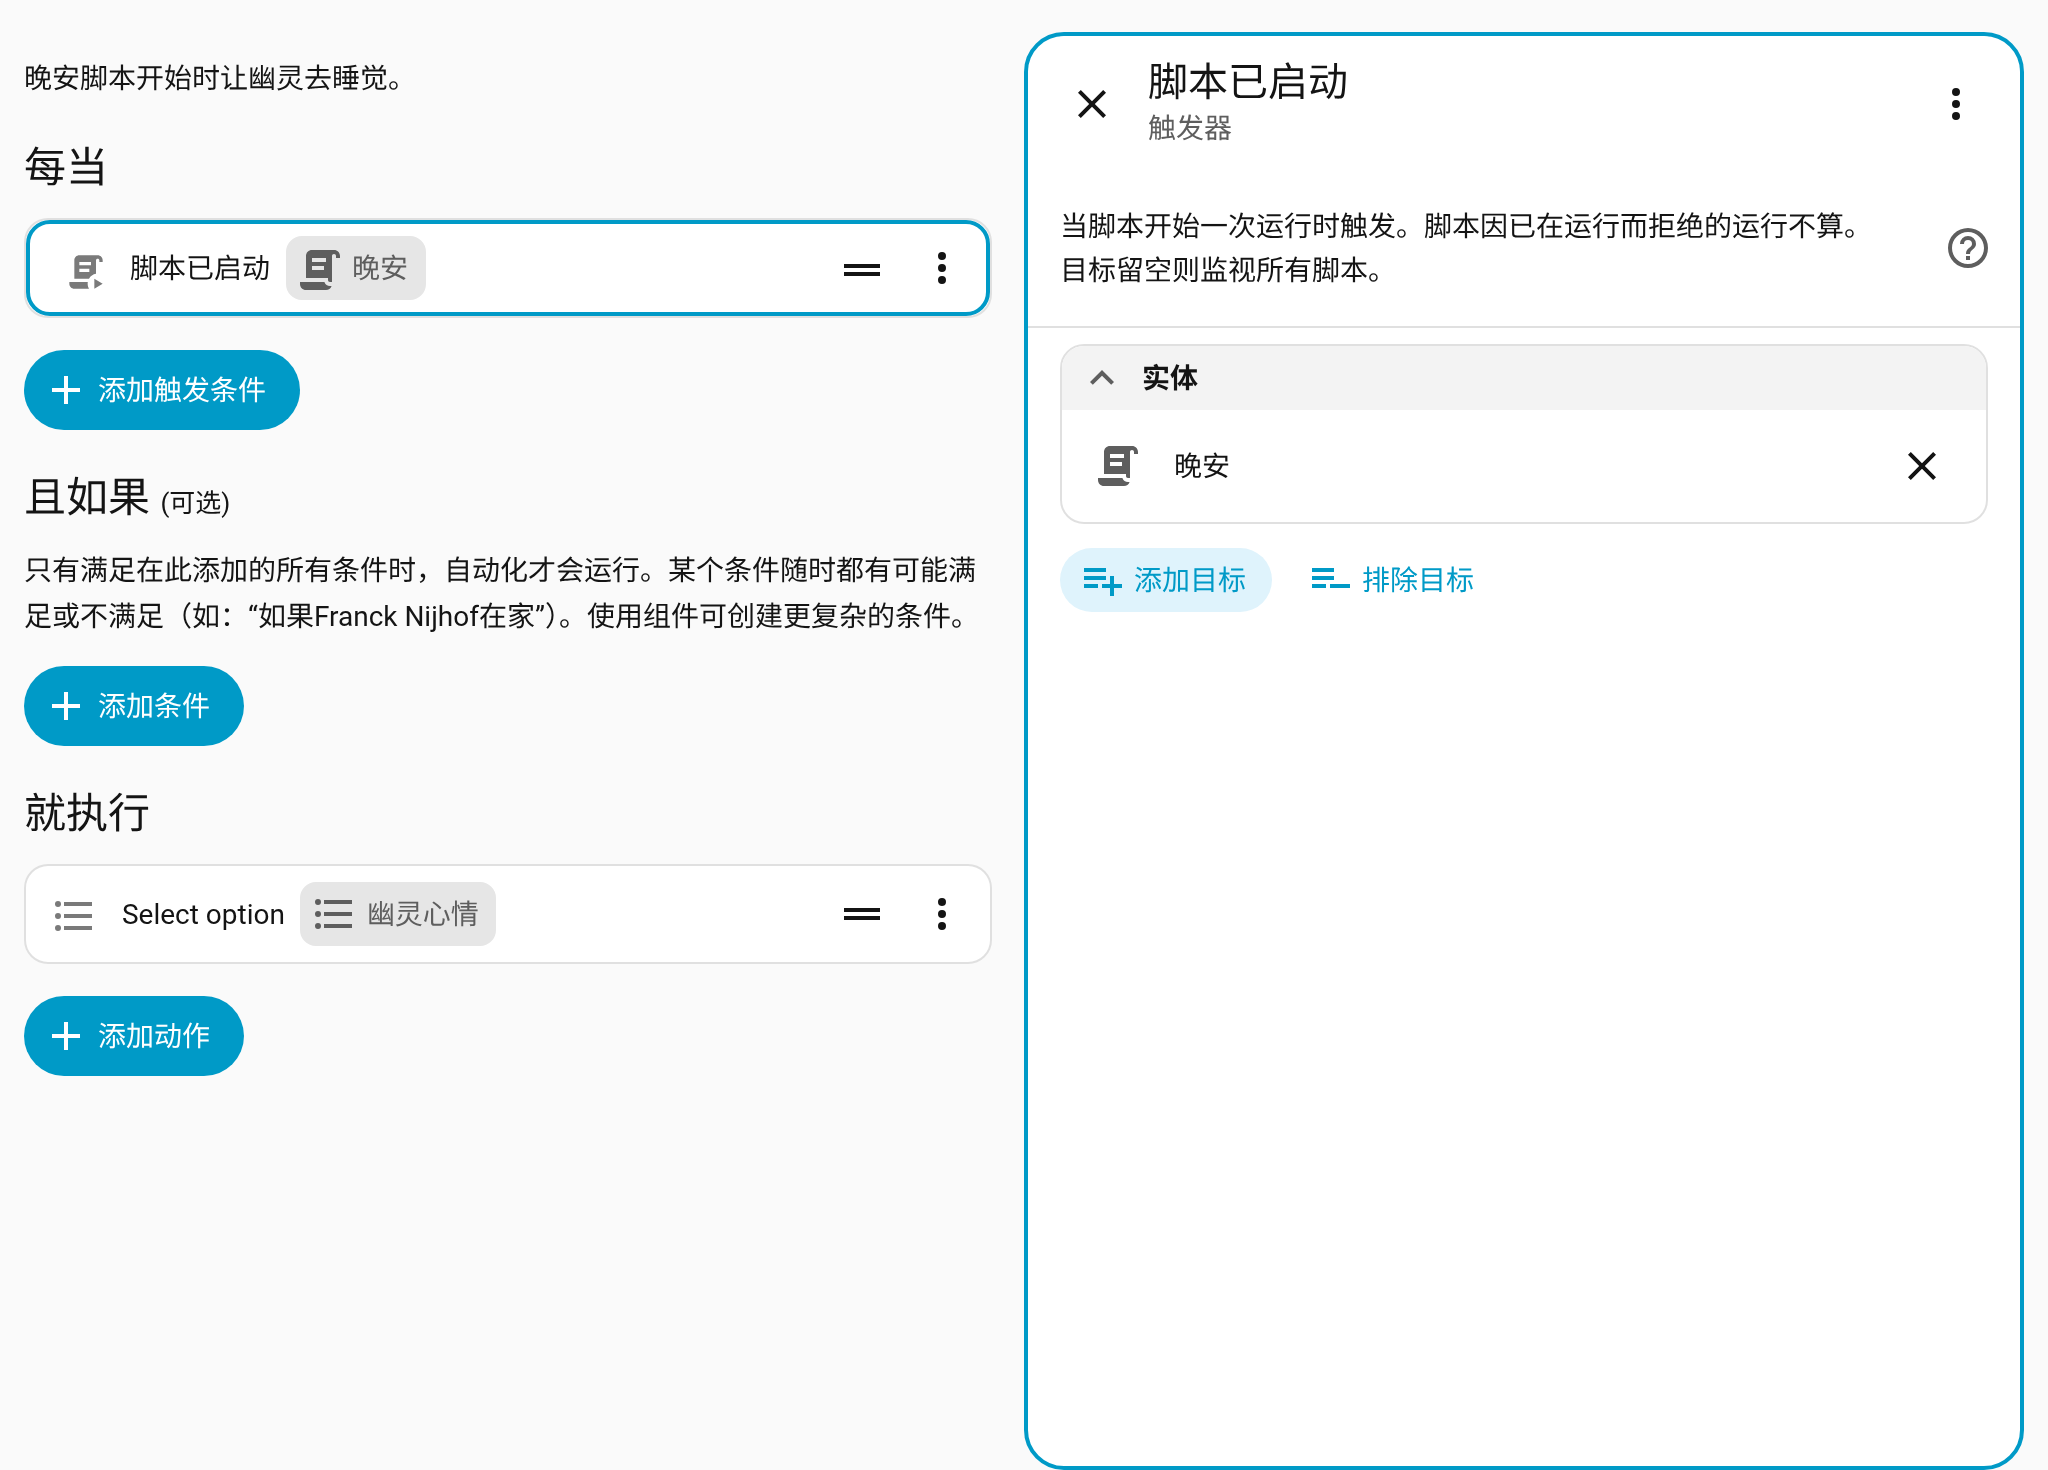 晚安脚本开始时让幽灵去睡觉。
每当
脚本已启动 晚安
添加触发条件
且如果 (可选)
只有满足在此添加的所有条件时，自动化才会运行。某个条件随时都有可能满
足或不满足（如：“如果Franck Nijhof在家”）。使用组件可创建更复杂的条件。
添加条件
就执行
Select option 幽灵心情
添加动作
脚本已启动
触发器
当脚本开始一次运行时触发。脚本因已在运行而拒绝的运行不算。
目标留空则监视所有脚本。
实体
晚安
添加目标 排除目标